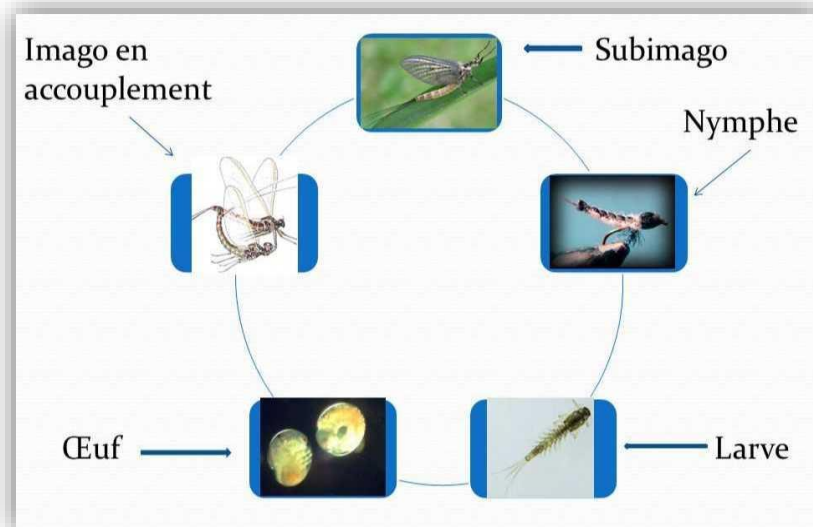 Imago en
accouplement
Subimago
Nymphe
Œuf
Larve